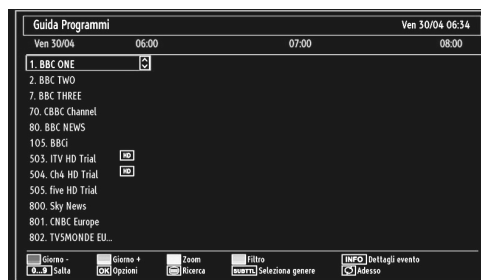 Guida Programmi Ven 30/04 06:34
Ven 30/04 06:00 07:00 08:00
1. BBC ONE
2. BBC TWO
7. BBC THREE
70. CBBC Channel
80. BBC NEWS
105. BBCi
503. ITV HD Trial HD
504. Ch4 HD Trial HD
505. five HD Trial
800. Sky News
801. CNBC Europe
802. TV5MONDE EU...
Giorno - Giorno + Zoom Filtro INFO Dettagli evento
0...9 Salta OK Opzioni Ricerca SUBTTL Seleziona genere Adesso